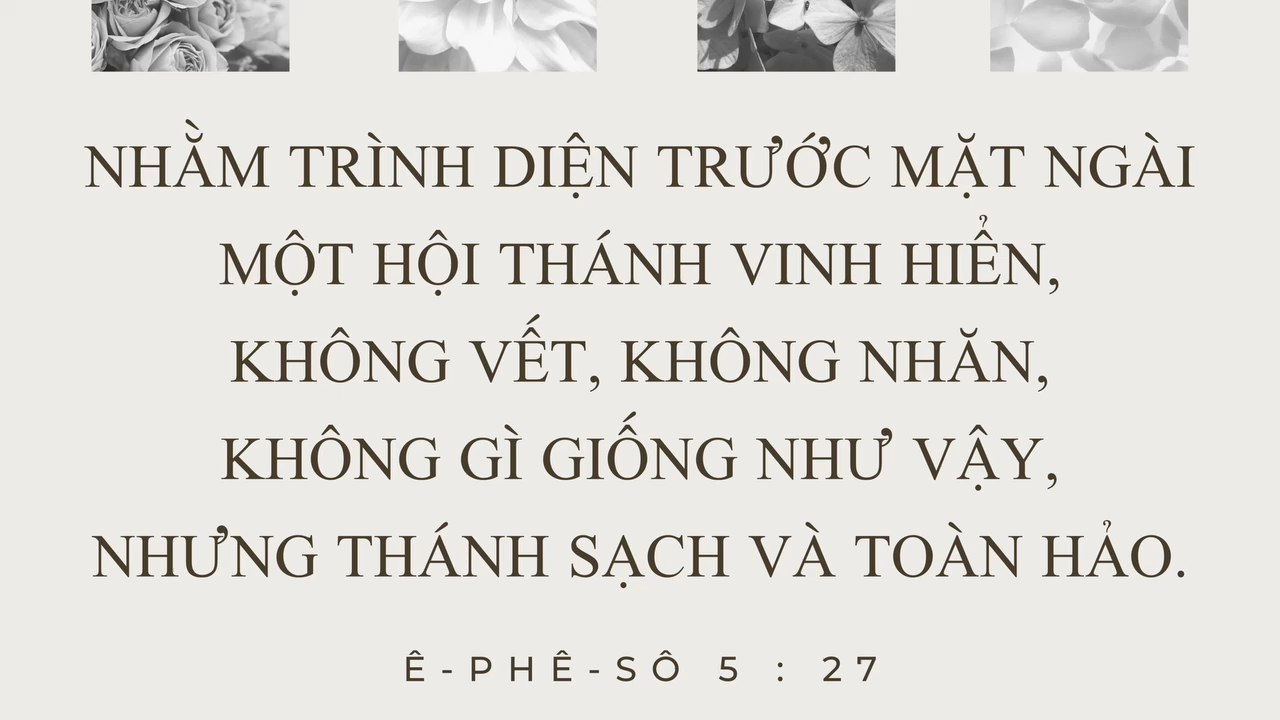 NHẰM TRÌNH DIỆN TRƯỚC MẶT NGÀI
MỘT HỘI THÁNH VINH HIỂN,
KHÔNG VẾT, KHÔNG NHĂN,
KHÔNG GÌ GIỐNG NHƯ VẬY,
NHƯNG THÁNH SẠCH VÀ TOÀN HẢO.
Ê-PHÊ-SÔ 5 : 27